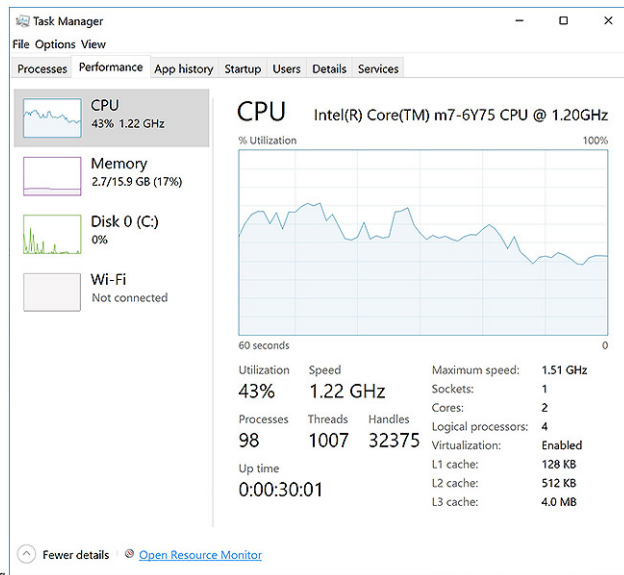 Task Manager
File Options View
Processes Performance App history Startup Users Details Services
CPU
43% 1.22 GHz
Memory
2.7/15.9 GB (17%)
Disk 0 (C:)
0%
Wi-Fi
Not connected
CPU Intel(R) Core(TM) m7-6Y75 CPU @ 1.20GHz
% Utilization 100%
60 seconds 0
Utilization Speed
43% 1.22 GHz
Processes Threads Handles
98 1007 32375
Up time
0:00:30:01
Maximum speed: 1.51 GHz
Sockets: 1
Cores: 2
Logical processors: 4
Virtualization: Enabled
L1 cache: 128 KB
L2 cache: 512 KB
L3 cache: 4.0 MB
Fewer details Open Resource Monitor